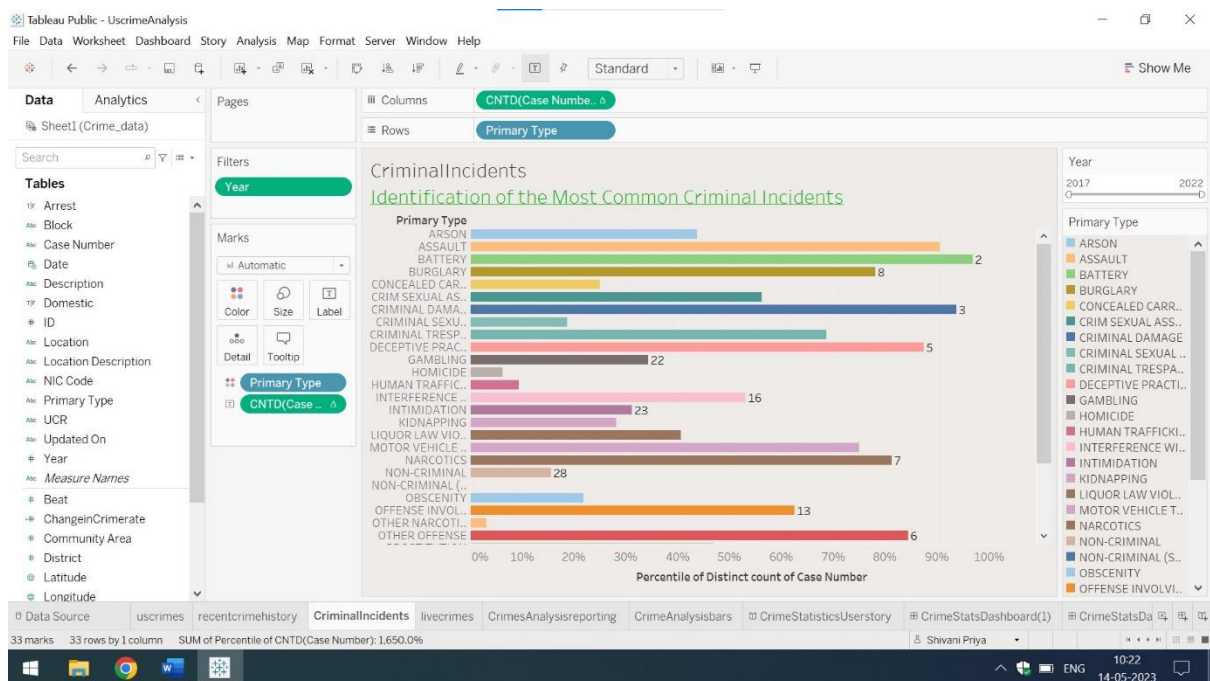 Tableau Public - UscrimeAnalysis
File Data Worksheet Dashboard Story Analysis Map Format Server Window Help
Standard
Show Me
Data Analytics
Sheet1 (Crime_data)
Search
Tables
Arrest
Block
Case Number
Date
Description
Domestic
ID
Location
Location Description
NIC Code
Primary Type
UCR
Updated On
Year
Measure Names
Beat
ChangeinCrimerate
Community Area
District
Latitude
Longitude
Pages
Filters
Year
Marks
Automatic
Color Size Label
Detail Tooltip
Primary Type
CNTD(Case ..
Columns CNTD(Case Numbe..
Rows Primary Type
CriminalIncidents
Identification of the Most Common Criminal Incidents
Primary Type
ARSON
ASSAULT
BATTERY 2
BURGLARY 8
CONCEALED CAR..
CRIM SEXUAL AS..
CRIMINAL DAMA.. 3
CRIMINAL SEXU..
CRIMINAL TRESP..
DECEPTIVE PRAC.. 5
GAMBLING 22
HOMICIDE
HUMAN TRAFFIC..
INTERFERENCE .. 16
INTIMIDATION 23
KIDNAPPING
LIQUOR LAW VIO..
MOTOR VEHICLE ..
NARCOTICS 7
NON-CRIMINAL 28
NON-CRIMINAL (..
OBSCENITY
OFFENSE INVOL.. 13
OTHER NARCOTI..
OTHER OFFENSE 6
0% 10% 20% 30% 40% 50% 60% 70% 80% 90% 100%
Percentile of Distinct count of Case Number
Year
2017 2022
Primary Type
ARSON
ASSAULT
BATTERY
BURGLARY
CONCEALED CARR..
CRIM SEXUAL ASS..
CRIMINAL DAMAGE
CRIMINAL SEXUAL ..
CRIMINAL TRESPA..
DECEPTIVE PRACTI..
GAMBLING
HOMICIDE
HUMAN TRAFFICKI..
INTERFERENCE WI..
INTIMIDATION
KIDNAPPING
LIQUOR LAW VIOL..
MOTOR VEHICLE T..
NARCOTICS
NON-CRIMINAL
NON-CRIMINAL (S..
OBSCENITY
OFFENSE INVOLVI..
Data Source uscrimes recentcrimehistory CriminalIncidents livecrimes CrimesAnalysisreporting CrimeAnalysisbars CrimeStatisticsUserstory CrimeStatsDashboard(1) CrimeStatsDa
33 marks 33 rows by 1 column SUM of Percentile of CNTD(Case Number): 1,650.0% Shivani Priya
ENG 10:22
14-05-2023